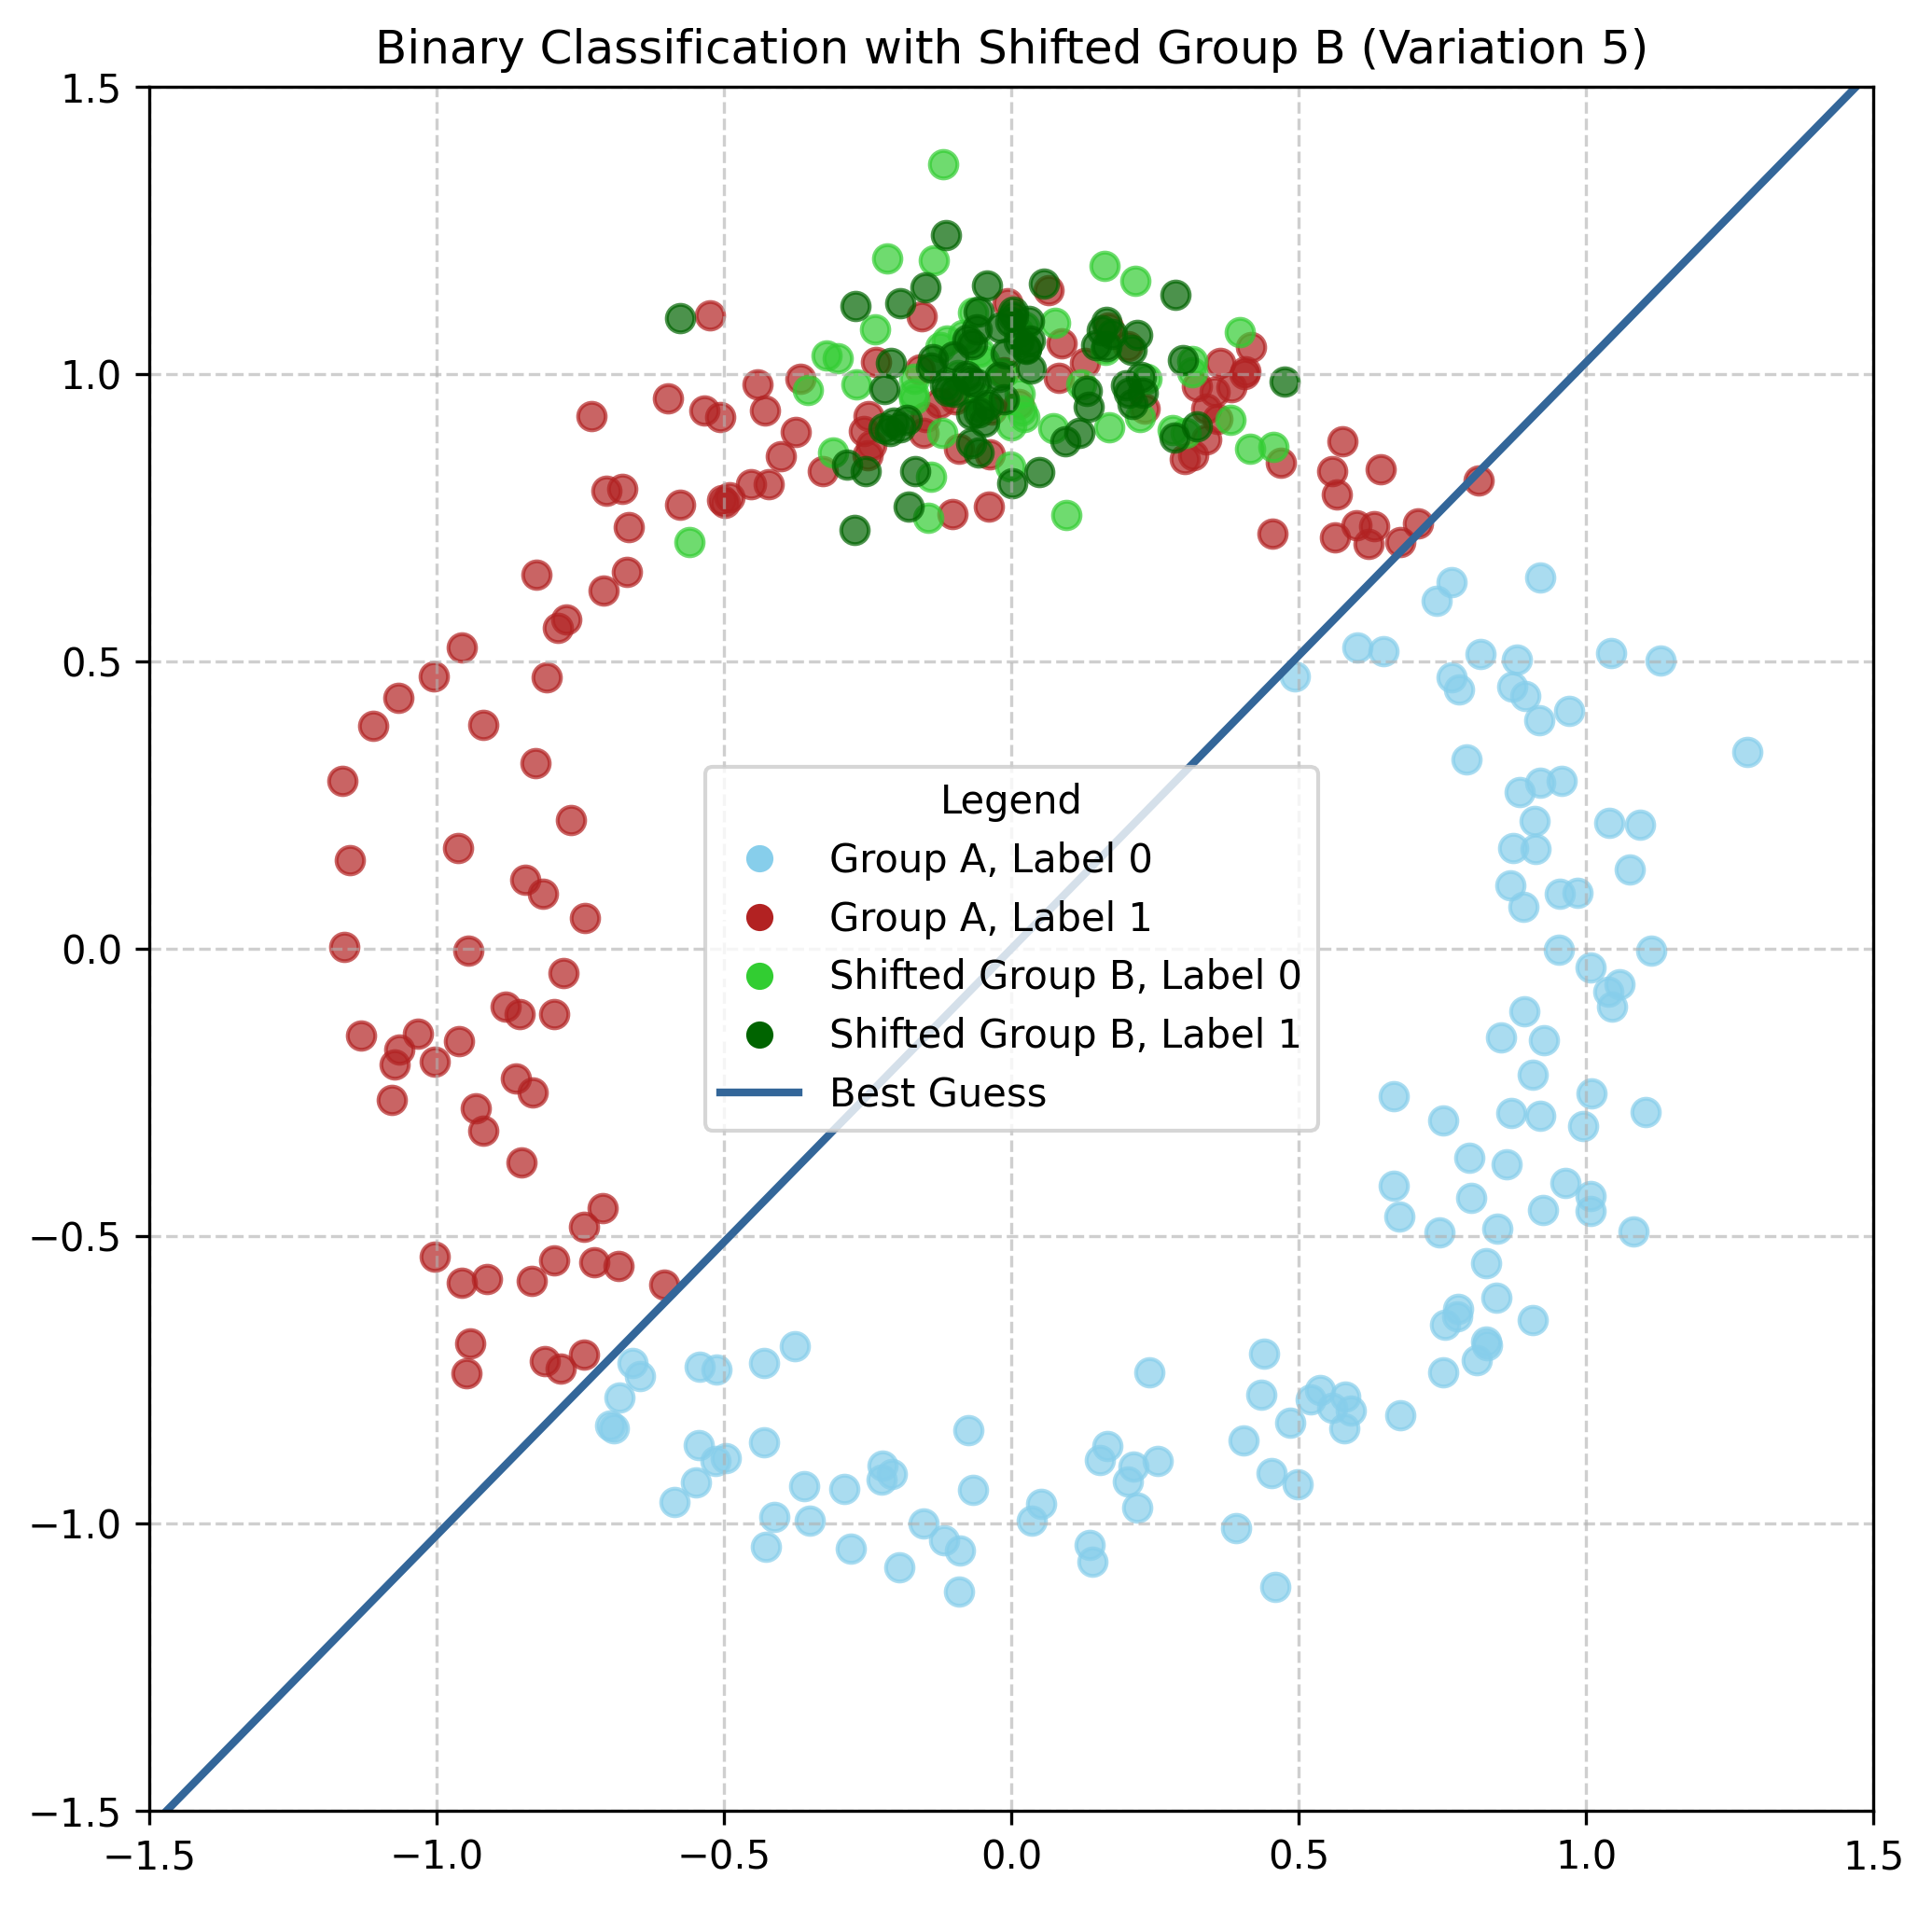 Binary Classification with Shifted Group B (Variation 5)
1.5
1.0
0.5
0.0
−0.5
−1.0
−1.5
Legend
Group A, Label 0
Group A, Label 1
Shifted Group B, Label 0
Shifted Group B, Label 1
Best Guess
−1.5 −1.0 −0.5 0.0 0.5 1.0 1.5